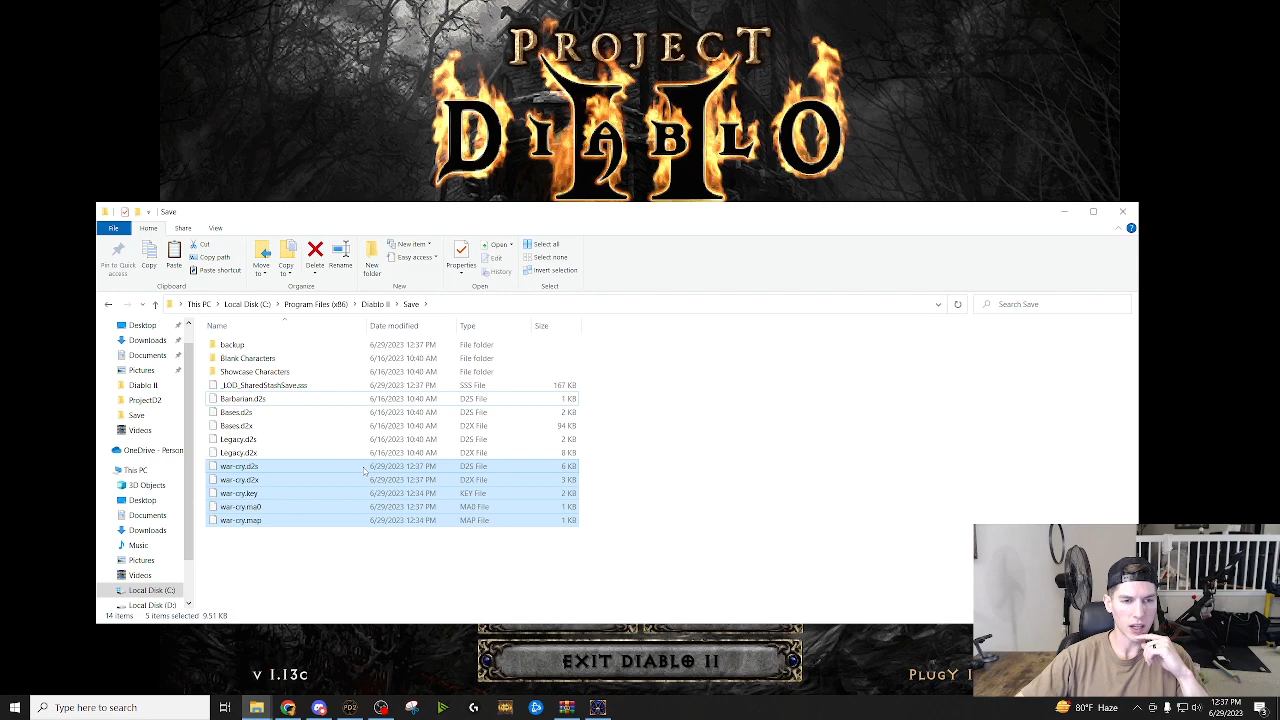 PROJECT
DIABLO
II
Save
File Home Share View
Pin to Quick access
Copy
Paste
Cut
Copy path
Paste shortcut
Clipboard
Move to
Copy to
Delete
Rename
Organize
New folder
New item
Easy access
New
Properties
Open
Edit
History
Open
Select all
Select none
Invert selection
Select
This PC > Local Disk (C:) > Program Files (x86) > Diablo II > Save >
Search Save
Desktop
Downloads
Documents
Pictures
Diablo II
ProjectD2
Save
Videos
OneDrive - Person
This PC
3D Objects
Desktop
Documents
Downloads
Music
Pictures
Videos
Local Disk (C:)
Local Disk (D:)
Name Date modified Type Size
backup 6/29/2023 12:37 PM File folder
Blank Characters 6/16/2023 10:40 AM File folder
Showcase Characters 6/16/2023 10:40 AM File folder
_LOD_SharedStashSave.sss 6/29/2023 12:37 PM SSS File 167 KB
Barbarian.d2s 6/16/2023 10:40 AM D2S File 1 KB
Bases.d2s 6/16/2023 10:40 AM D2S File 2 KB
Bases.d2x 6/16/2023 10:40 AM D2X File 94 KB
Legacy.d2s 6/16/2023 10:40 AM D2S File 2 KB
Legacy.d2x 6/16/2023 10:40 AM D2X File 8 KB
war-cry.d2s 6/29/2023 12:37 PM D2S File 6 KB
war-cry.d2x 6/29/2023 12:37 PM D2X File 3 KB
war-cry.key 6/29/2023 12:34 PM KEY File 2 KB
war-cry.ma0 6/29/2023 12:37 PM MA0 File 1 KB
war-cry.map 6/29/2023 12:34 PM MAP File 1 KB
14 items 5 items selected 9.51 KB
EXIT DIABLO II
v 1.13c
PlugY
Type here to search
PD2
80°F Haze
12:37 PM
6/29/2023